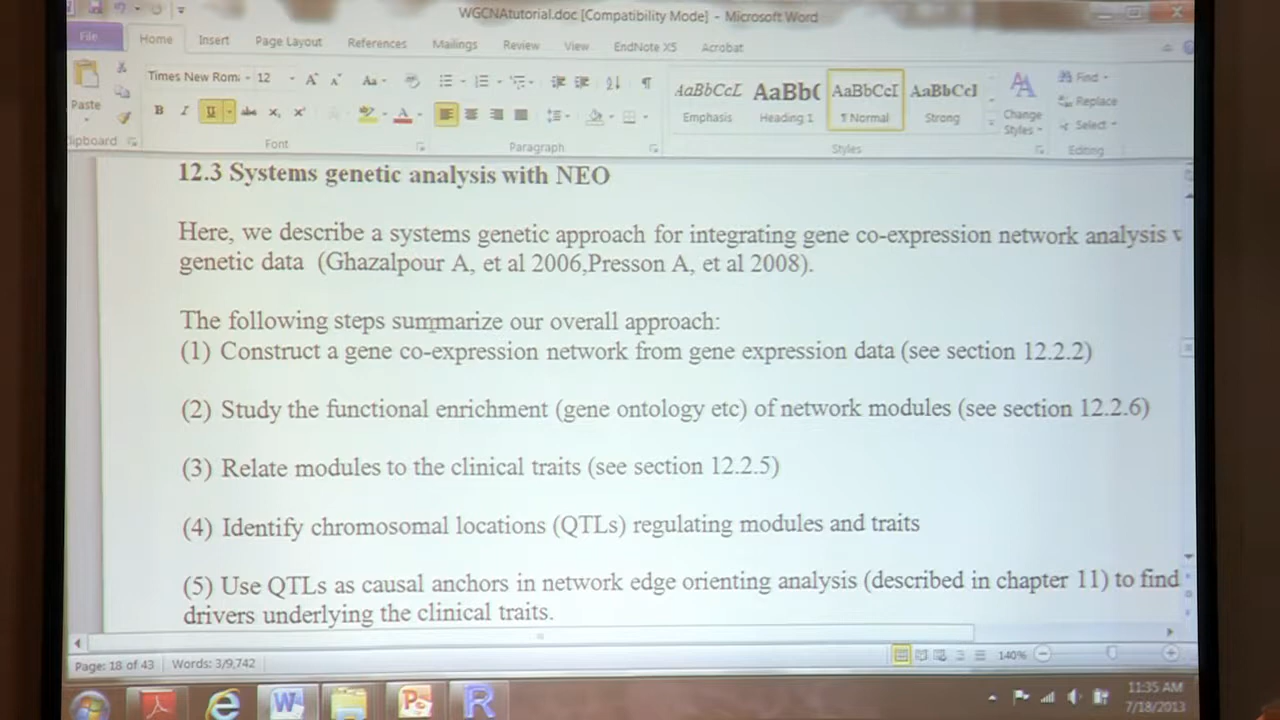 WGCNAtutorial.doc [Compatibility Mode] - Microsoft Word
File Home Insert Page Layout References Mailings Review View EndNote X5 Acrobat
Paste
Times New Rom 12
AaBbCcL AaBb( AaBbCcI AaBbCcl
Emphasis Heading 1 ¶ Normal Strong
Change Styles
Find
Replace
Select
lipboard Font Paragraph Styles Editing
12.3 Systems genetic analysis with NEO
Here, we describe a systems genetic approach for integrating gene co-expression network analysis
genetic data (Ghazalpour A, et al 2006,Presson A, et al 2008).
The following steps summarize our overall approach:
(1) Construct a gene co-expression network from gene expression data (see section 12.2.2)
(2) Study the functional enrichment (gene ontology etc) of network modules (see section 12.2.6)
(3) Relate modules to the clinical traits (see section 12.2.5)
(4) Identify chromosomal locations (QTLs) regulating modules and traits
(5) Use QTLs as causal anchors in network edge orienting analysis (described in chapter 11) to find
drivers underlying the clinical traits.
Page: 18 of 43 Words: 3/9,742 140%
11:35 AM
7/18/2013